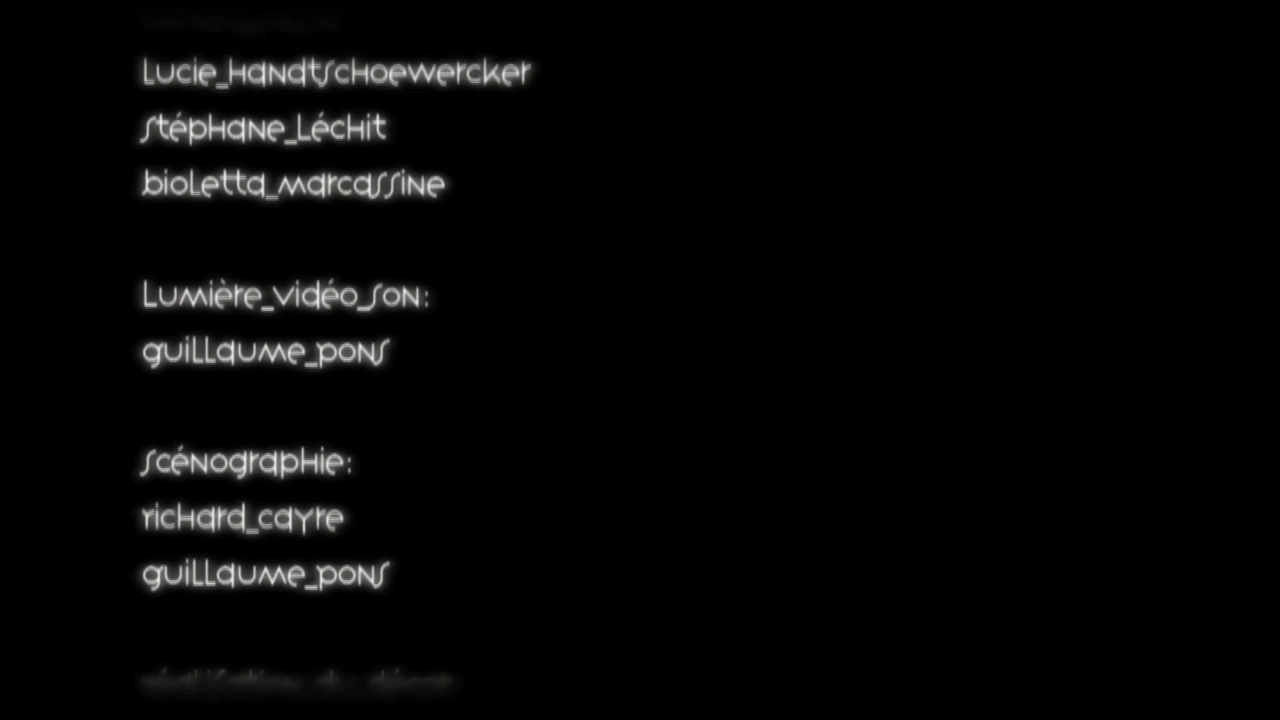 Lucie_handtschoewercker
stéphane_Léchit
bioletta_marcassine
Lumière_vidéo_son:
guillaume_pons
scénographie:
richard_cayre
guillaume_pons